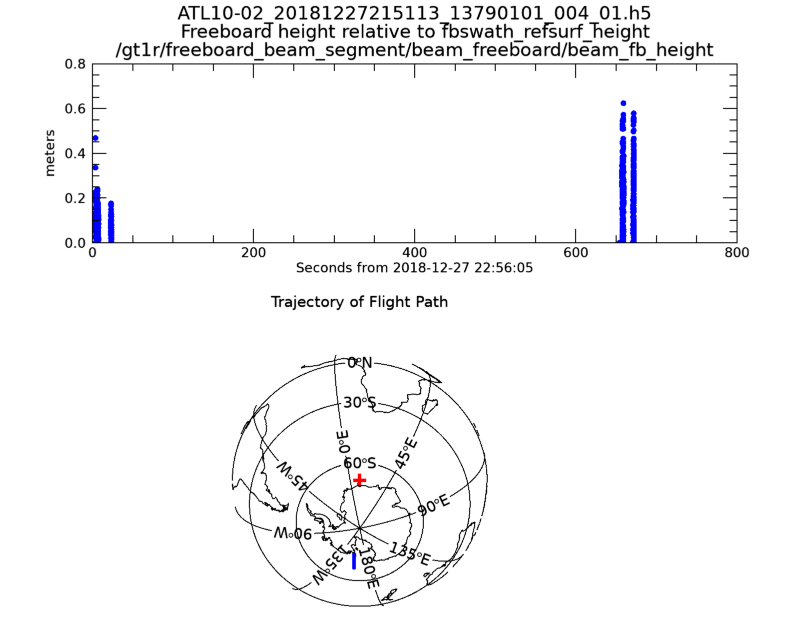 ATL10-02_20181227215113_13790101_004_01.h5
Freeboard height relative to fbswath_refsurf_height
/gt1r/freeboard_beam_segment/beam_freeboard/beam_fb_height
0.8
0.6
0.4
0.2
0.0
meters
0 200 400 600 800
Seconds from 2018-12-27 22:56:05
Trajectory of Flight Path
0°N
30°S
0°E
45°E
60°S
45°W
90°E
90°W
135°E
135°W
180°E